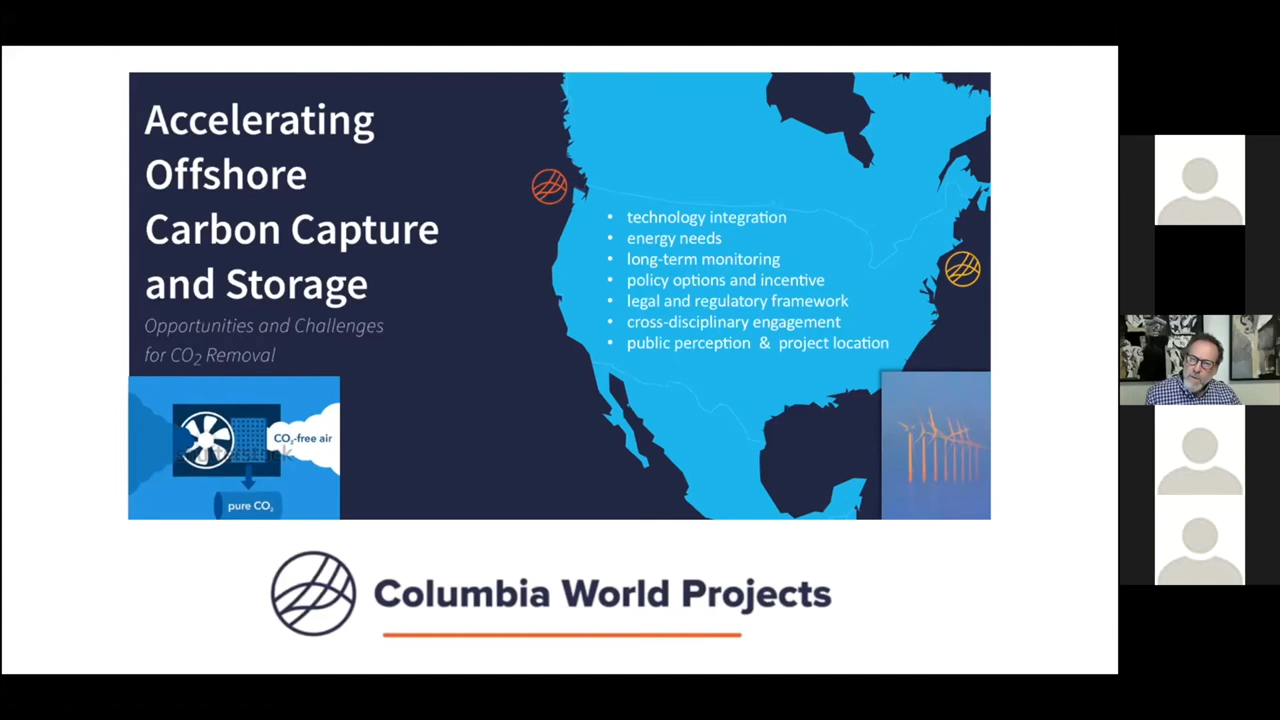 Accelerating
Offshore
Carbon Capture
and Storage
Opportunities and Challenges
for CO2 Removal
• technology integration
• energy needs
• long-term monitoring
• policy options and incentive
• legal and regulatory framework
• cross-disciplinary engagement
• public perception & project location
CO2-free air
pure CO2
Columbia World Projects